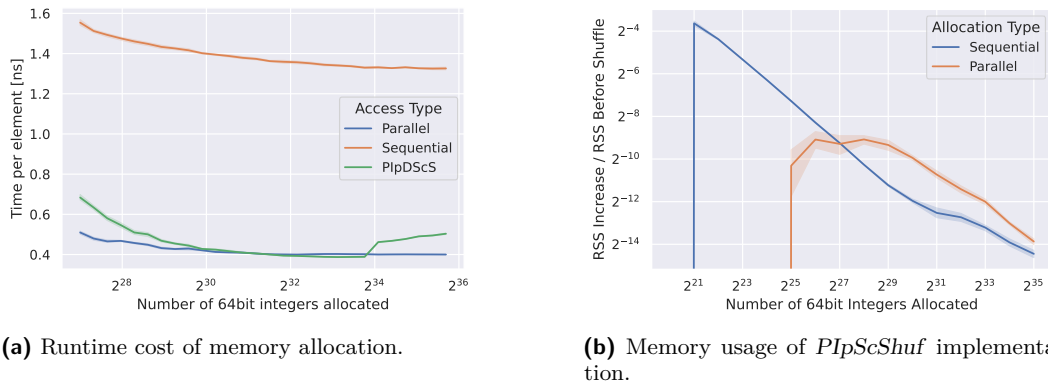 1.6
1.4
1.2
1.0
0.8
0.6
0.4
Time per element [ns]
Access Type
Parallel
Sequential
PIpDScS
2^28 2^30 2^32 2^34 2^36
Number of 64bit integers allocated
(a) Runtime cost of memory allocation.
2^−4
2^−6
2^−8
2^−10
2^−12
2^−14
RSS Increase / RSS Before Shuffle
Allocation Type
Sequential
Parallel
2^21 2^23 2^25 2^27 2^29 2^31 2^33 2^35
Number of 64bit Integers Allocated
(b) Memory usage of PIpScShuf implementa
tion.